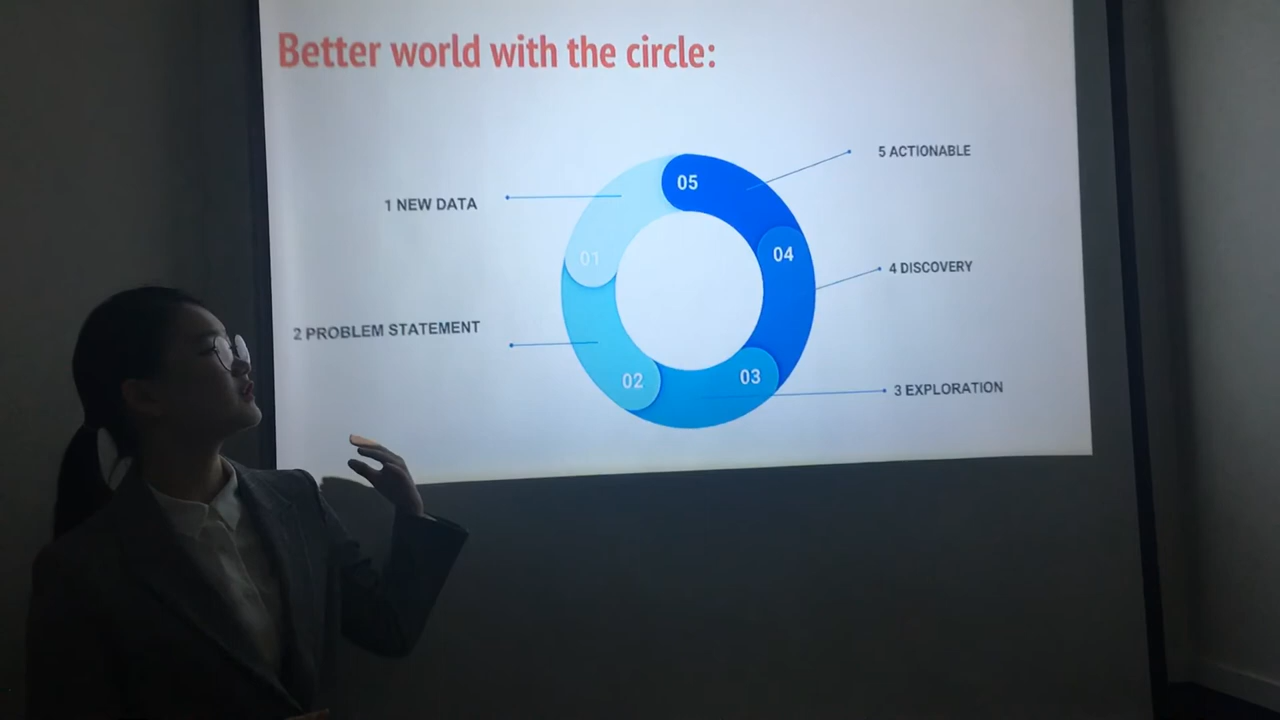 Better world with the circle:
1 NEW DATA
2 PROBLEM STATEMENT
3 EXPLORATION
4 DISCOVERY
5 ACTIONABLE
01
02
03
04
05